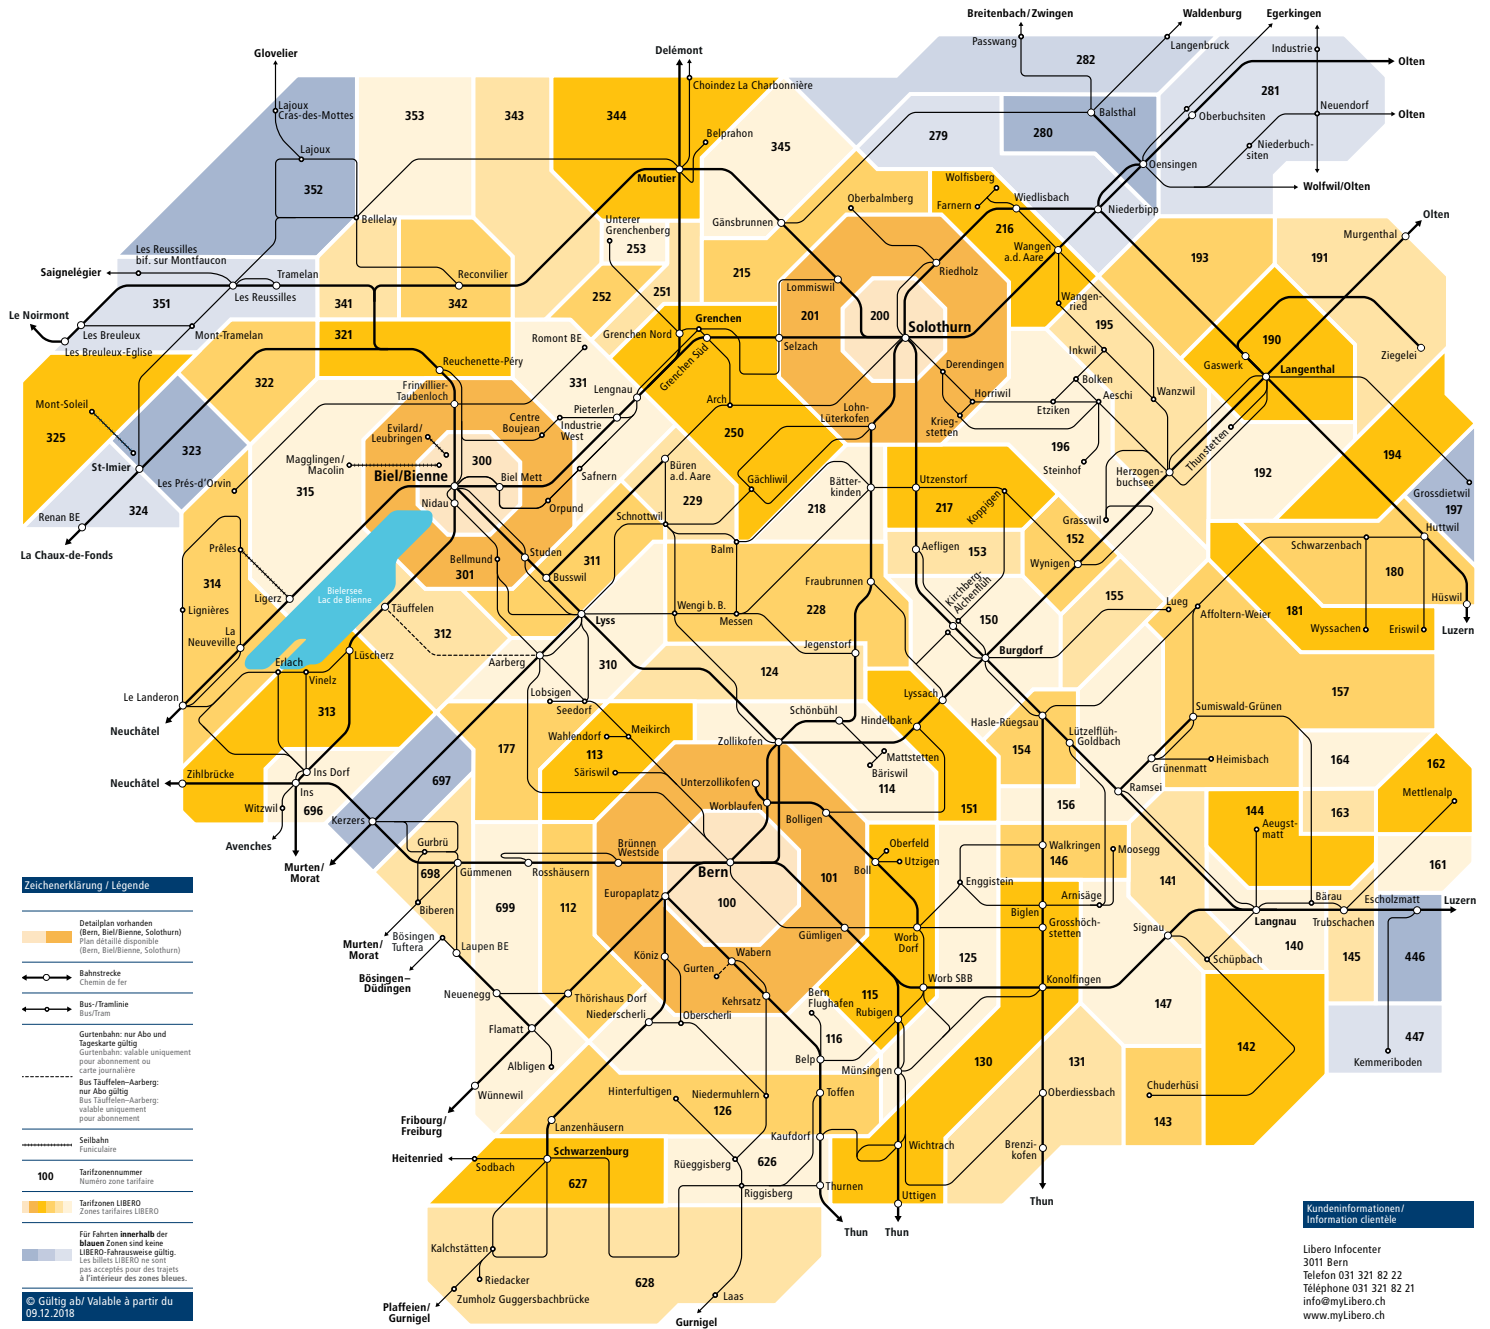 Breitenbach/Zwingen
Waldenburg
Egerkingen
Passwang
Langenbruck
Industrie
282
Olten
Glovelier
Delémont
Choindez La Charbonnière
281
Lajoux
Cras-des-Mottes
353
343
344
Balsthal
Oberbuchsiten
Neuendorf
Olten
Belprahon
345
279
280
Niederbuch-
siten
Lajoux
Oensingen
352
Moutier
Wolfisberg
Wolfwil/Olten
Oberbalmberg
Farnern
Wiedlisbach
Niederbipp
Bellelay
Unterer
Grenchenberg
Gänsbrunnen
216
Olten
Murgenthal
253
Wangen
a.d. Aare
193
191
Les Reussilles
bif. sur Montfaucon
Saignelégier
Tramelan
Reconvilier
215
Riedholz
Les Reussilles
351
341
342
252
251
Lommiswil
Wangen-
ried
Le Noirmont
Les Breuleux
Mont-Tramelan
321
Grenchen
201
200
Solothurn
195
190
Les Breuleux-Eglise
Romont BE
Grenchen Nord
Selzach
Inkwil
Gaswerk
Ziegelei
Reuchenette-Péry
Grenchen Süd
Derendingen
Langenthal
322
Frinvillier-
Taubenloch
331
Lengnau
Bolken
Wanzwil
Mont-Soleil
Pieterlen
Arch
Horriwil
Etziken
Aeschi
325
Evilard/
Leubringen
Centre
Boujean
Industrie
West
250
Lohn-
Lüterkofen
Krieg-
stetten
Thunstetten
323
St-Imier
Magglingen/
Macolin
300
196
Steinhof
Herzogen-
buchsee
192
194
Biel/Bienne
Biel Mett
Safnern
Büren
a.d. Aare
Gächliwil
Bätter-
kinden
Utzenstorf
Les Prés-d'Orvin
315
Nidau
Orpund
229
218
217
Koppigen
Grossdietwil
Renan BE
324
Schnottwil
Grasswil
197
La Chaux-de-Fonds
Prêles
Huttwil
Bellmund
301
Studen
311
Balm
Aefligen
153
152
Schwarzenbach
314
Bielersee
Lac de Bienne
Busswil
Fraubrunnen
Wynigen
180
Ligerz
Kirchberg-
Alchenflüh
155
Lignières
Täuffelen
Lyss
Wengi b. B.
Messen
228
150
Lueg
Affoltern-Weier
181
Hüswil
La
Neuveville
312
Wyssachen
Eriswil
Luzern
Erlach
Lüscherz
Aarberg
310
Jegenstorf
Burgdorf
Vinelz
124
Le Landeron
313
Lobsigen
Seedorf
Schönbühl
Lyssach
157
Hindelbank
Hasle-Rüegsau
Sumiswald-Grünen
Neuchâtel
177
Wahlendorf
Meikirch
Zollikofen
Lützelflüh-
Goldbach
113
Mattstetten
154
Grünenmatt
Heimisbach
164
162
Neuchâtel
Zihlbrücke
Ins Dorf
697
Säriswil
Unterzollikofen
Bäriswil
114
Ins
Ramsei
Mettlenalp
Witzwil
696
Worblaufen
151
156
144
163
Kerzers
Bolligen
Aeugst-
matt
Avenches
Gurbrü
Brünnen
Westside
Oberfeld
Walkringen
Moosegg
Murten/
Morat
698
Gümmenen
Rosshäusern
Bern
Boll
Utzigen
146
161
Zeichenerklärung / Légende
Europaplatz
101
Enggistein
141
Biberen
699
112
100
Arnisäge
Bärau
Escholzmatt
Luzern
Biglen
Langnau
Trubschachen
Detailplan vorhanden
(Bern, Biel/Bienne, Solothurn)
Plan détaillé disponible
(Bern, Biel/Bienne, Solothurn)
Murten/
Morat
Bösingen
Tuftera
Laupen BE
Gümligen
Worb
Dorf
Grosshöch-
stetten
Signau
140
Köniz
Wabern
125
Schüpbach
145
446
Bahnstrecke
Chemin de fer
Bösingen–
Düdingen
Gurten
Worb SBB
Konolfingen
Neuenegg
Thörishaus Dorf
Kehrsatz
Bern
Flughafen
115
147
Bus-/Tramlinie
Bus/Tram
Niederscherli
Oberscherli
Rubigen
Flamatt
116
130
131
142
447
Gurtenbahn: nur Abo und
Tageskarte gültig
Gurtenbahn: valable uniquement
pour abonnement ou
carte journalière
Albligen
Belp
Kemmeriboden
Bus Täuffelen–Aarberg:
nur Abo gültig
Bus Täuffelen–Aarberg:
valable uniquement
pour abonnement
Wünnewil
Hinterfultigen
Niedermuhlern
Toffen
Münsingen
Oberdiessbach
Chuderhüsi
126
143
Fribourg/
Freiburg
Lanzenhäusern
Kaufdorf
Seilbahn
Funiculaire
Heitenried
Schwarzenburg
Wichtrach
Brenzi-
kofen
Sodbach
Rüeggisberg
626
100
Tarifzonennummer
Numéro zone tarifaire
627
Riggisberg
Thurnen
Uttigen
Thun
Tarifzonen LIBERO
Zones tarifaires LIBERO
Thun
Thun
Kundeninformationen/
Information clientèle
Für Fahrten innerhalb der
blauen Zonen sind keine
LIBERO-Fahrausweise gültig.
Les billets LIBERO ne sont
pas acceptés pour des trajets
à l'intérieur des zones bleues.
Kalchstätten
Libero Infocenter
3011 Bern
Telefon 031 321 82 22
Téléphone 031 321 82 21
info@myLibero.ch
www.myLibero.ch
Riedacker
628
Zumholz Guggersbachbrücke
Laas
© Gültig ab/ Valable à partir du
09.12.2018
Plaffeien/
Gurnigel
Gurnigel